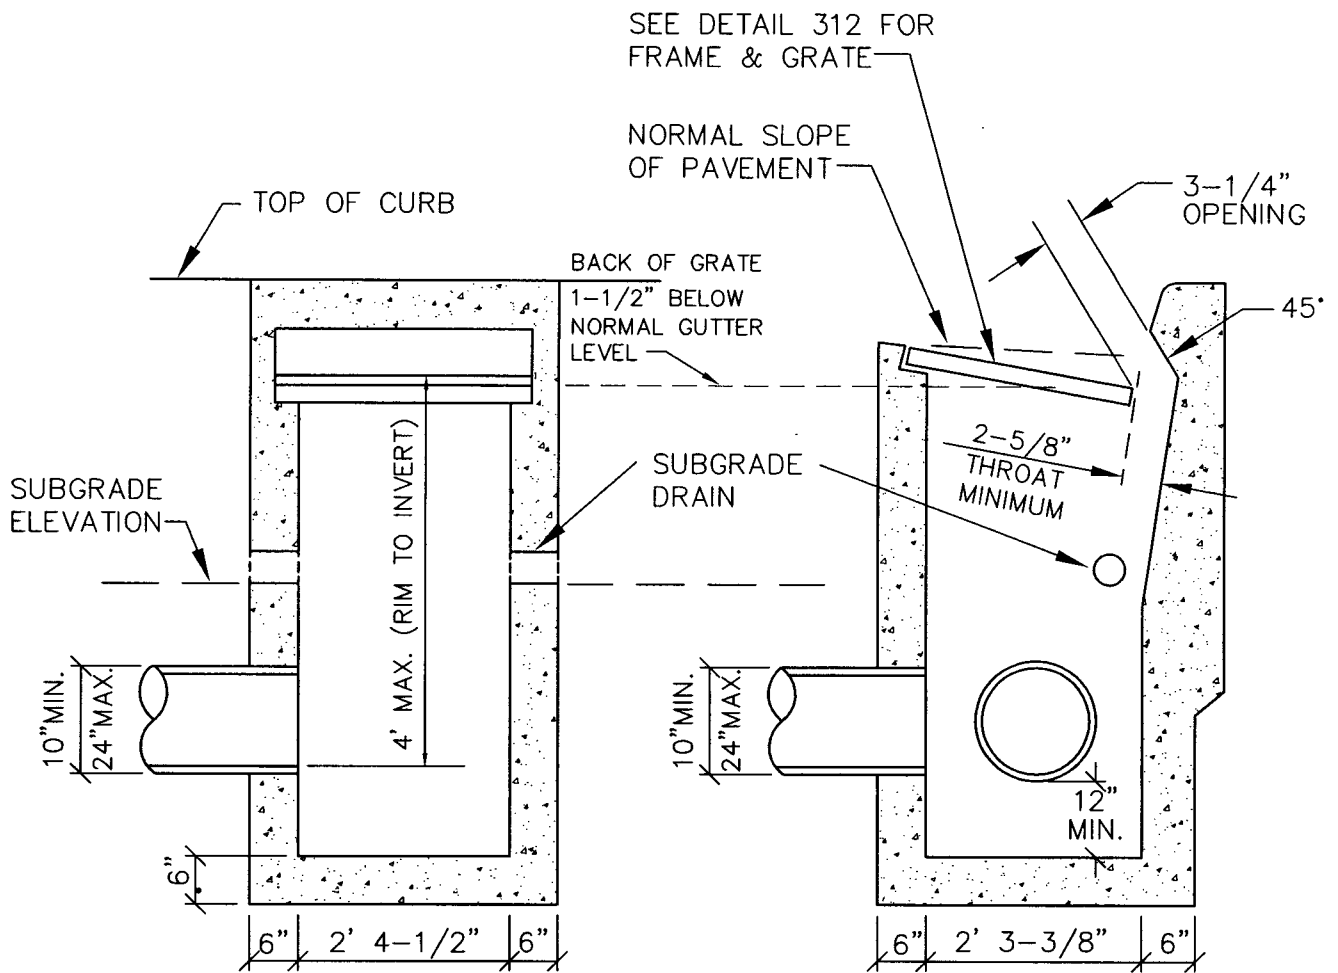 SEE DETAIL 312 FOR
FRAME & GRATE
NORMAL SLOPE
OF PAVEMENT
3-1/4"
OPENING
TOP OF CURB
BACK OF GRATE
1-1/2" BELOW
NORMAL GUTTER
LEVEL
45°
2-5/8"
THROAT
MINIMUM
SUBGRADE
DRAIN
SUBGRADE
ELEVATION
4' MAX. (RIM TO INVERT)
10"MIN.
24"MAX.
10"MIN.
24"MAX.
12"
MIN.
6"
6"
2' 4-1/2"
6"
6"
2' 3-3/8"
6"